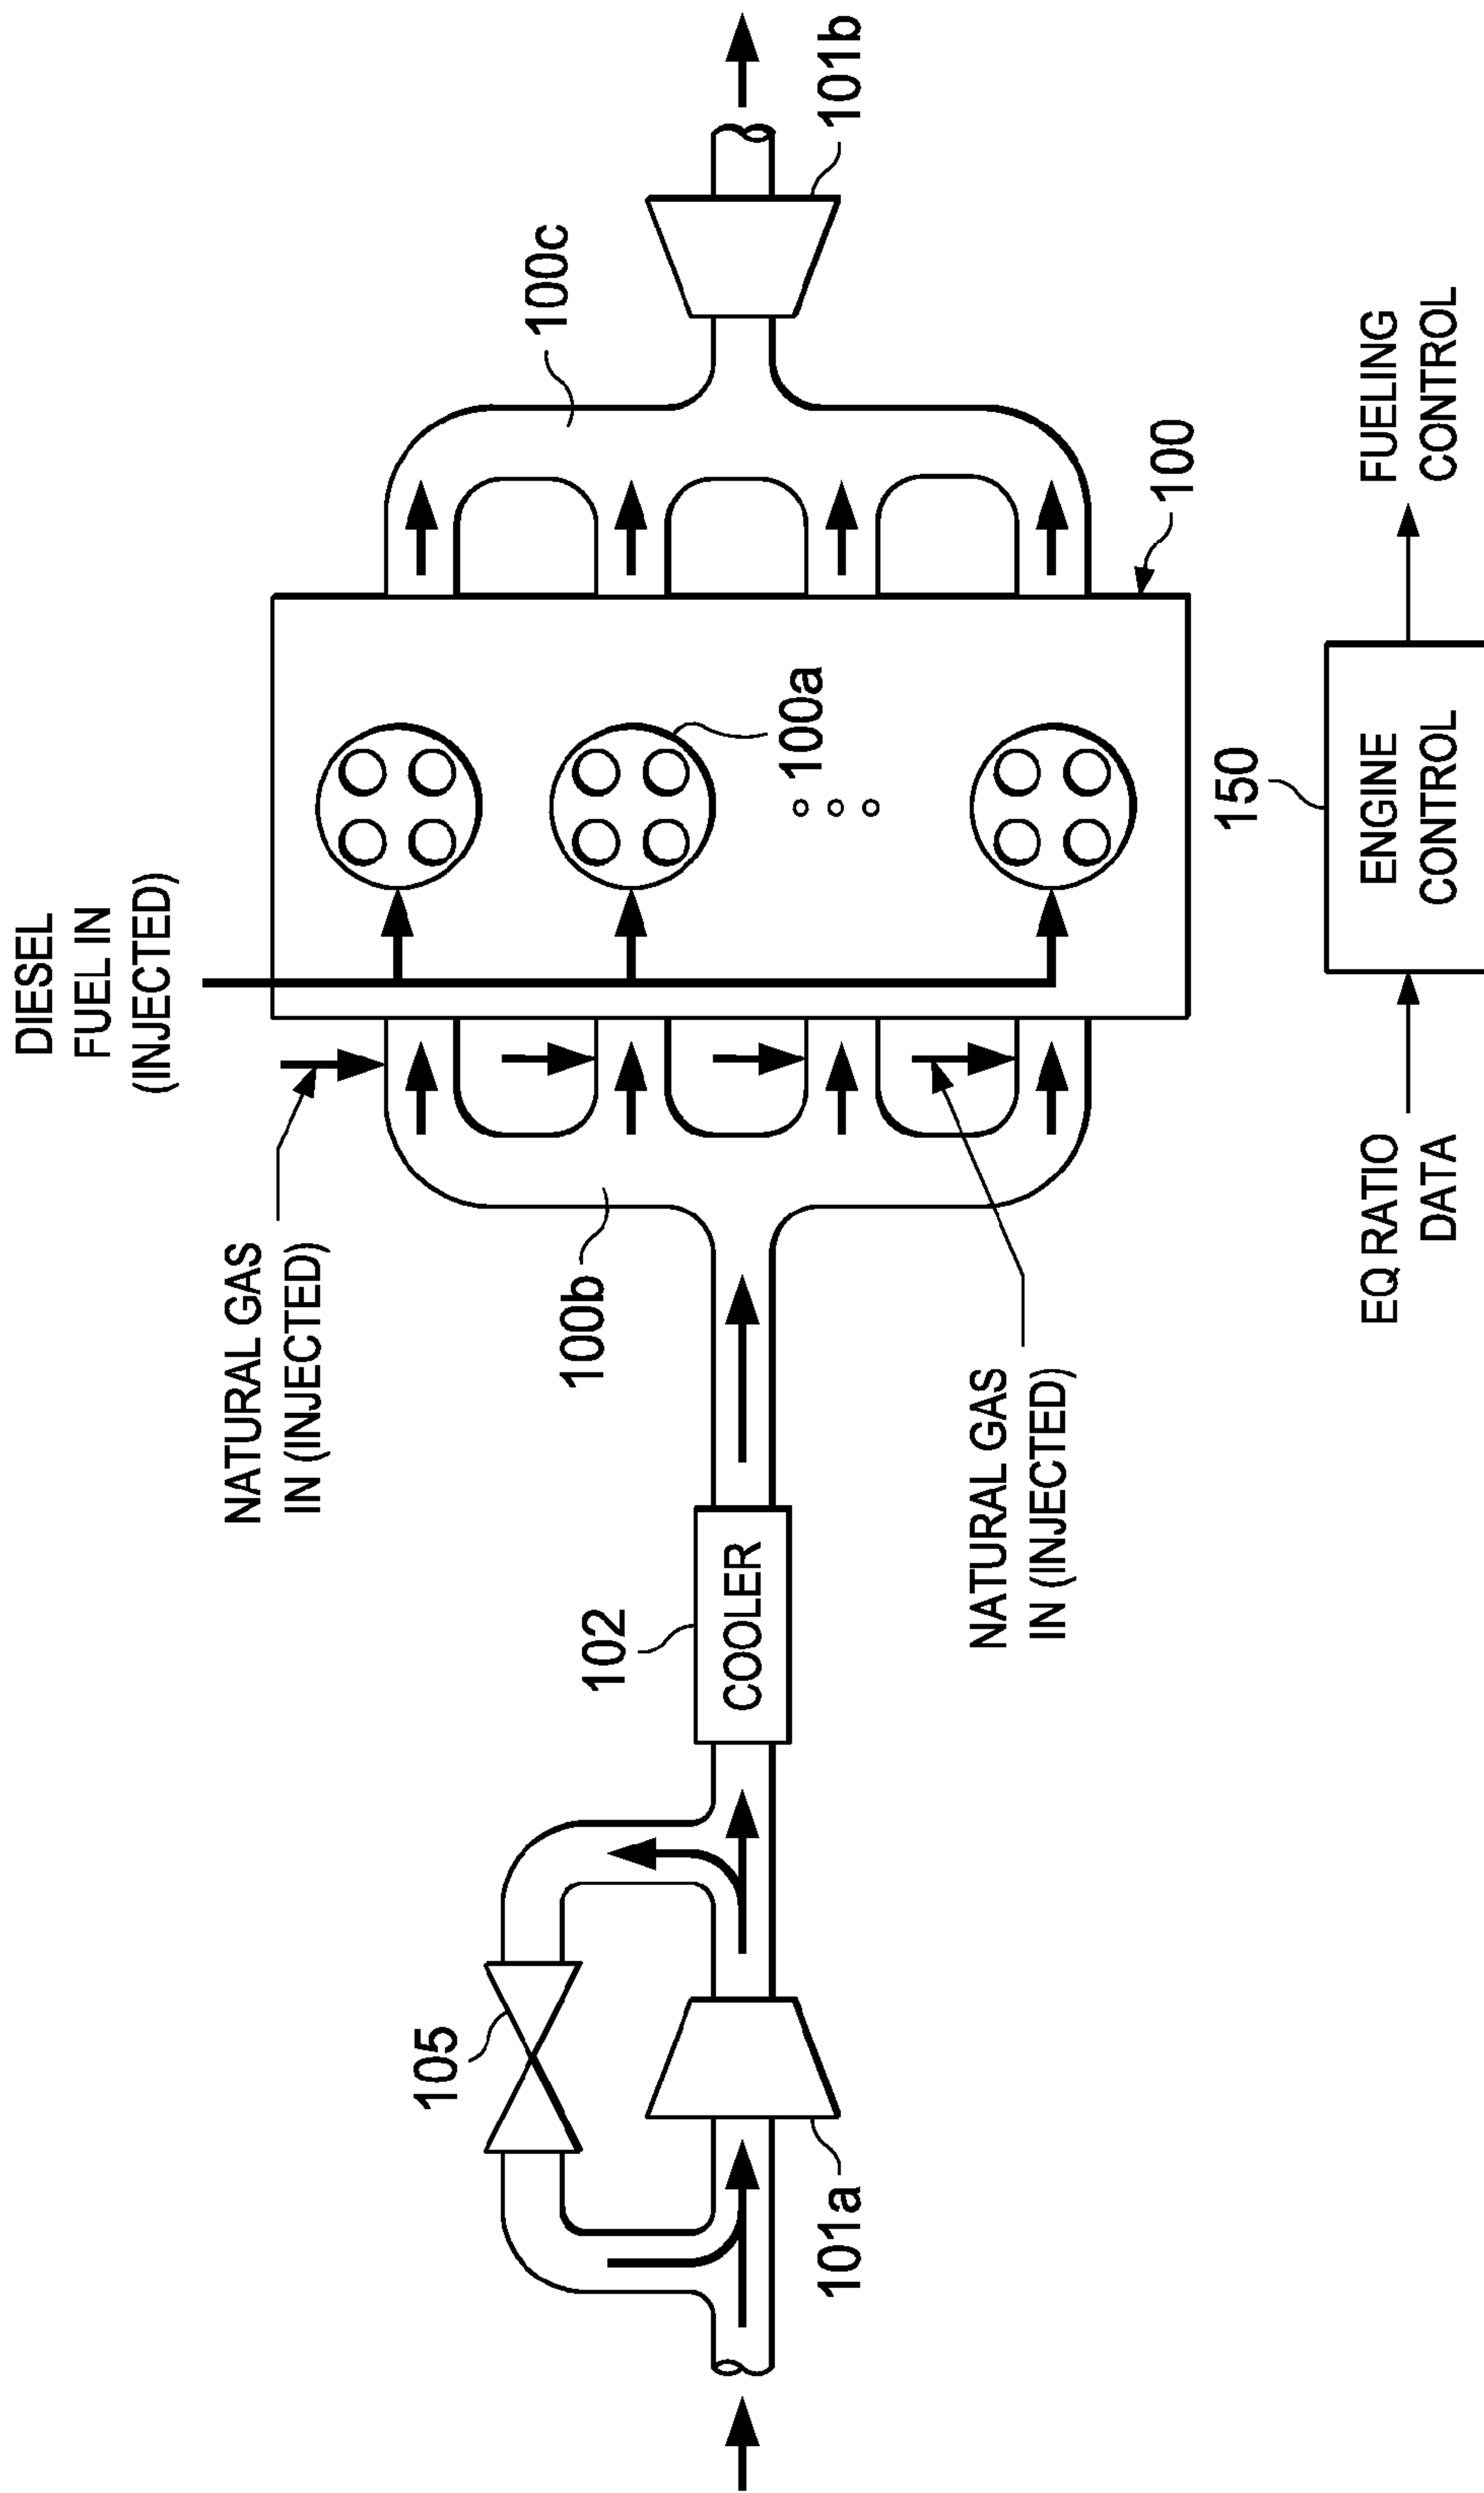 DIESEL
FUEL IN
(INJECTED)
NATURAL GAS
IN (INJECTED)
105
102
100b
100a
100c
COOLER
101a
101b
NATURAL GAS
IN (INJECTED)
100
150
EQ RATIO
DATA
ENGINE
CONTROL
FUELING
CONTROL